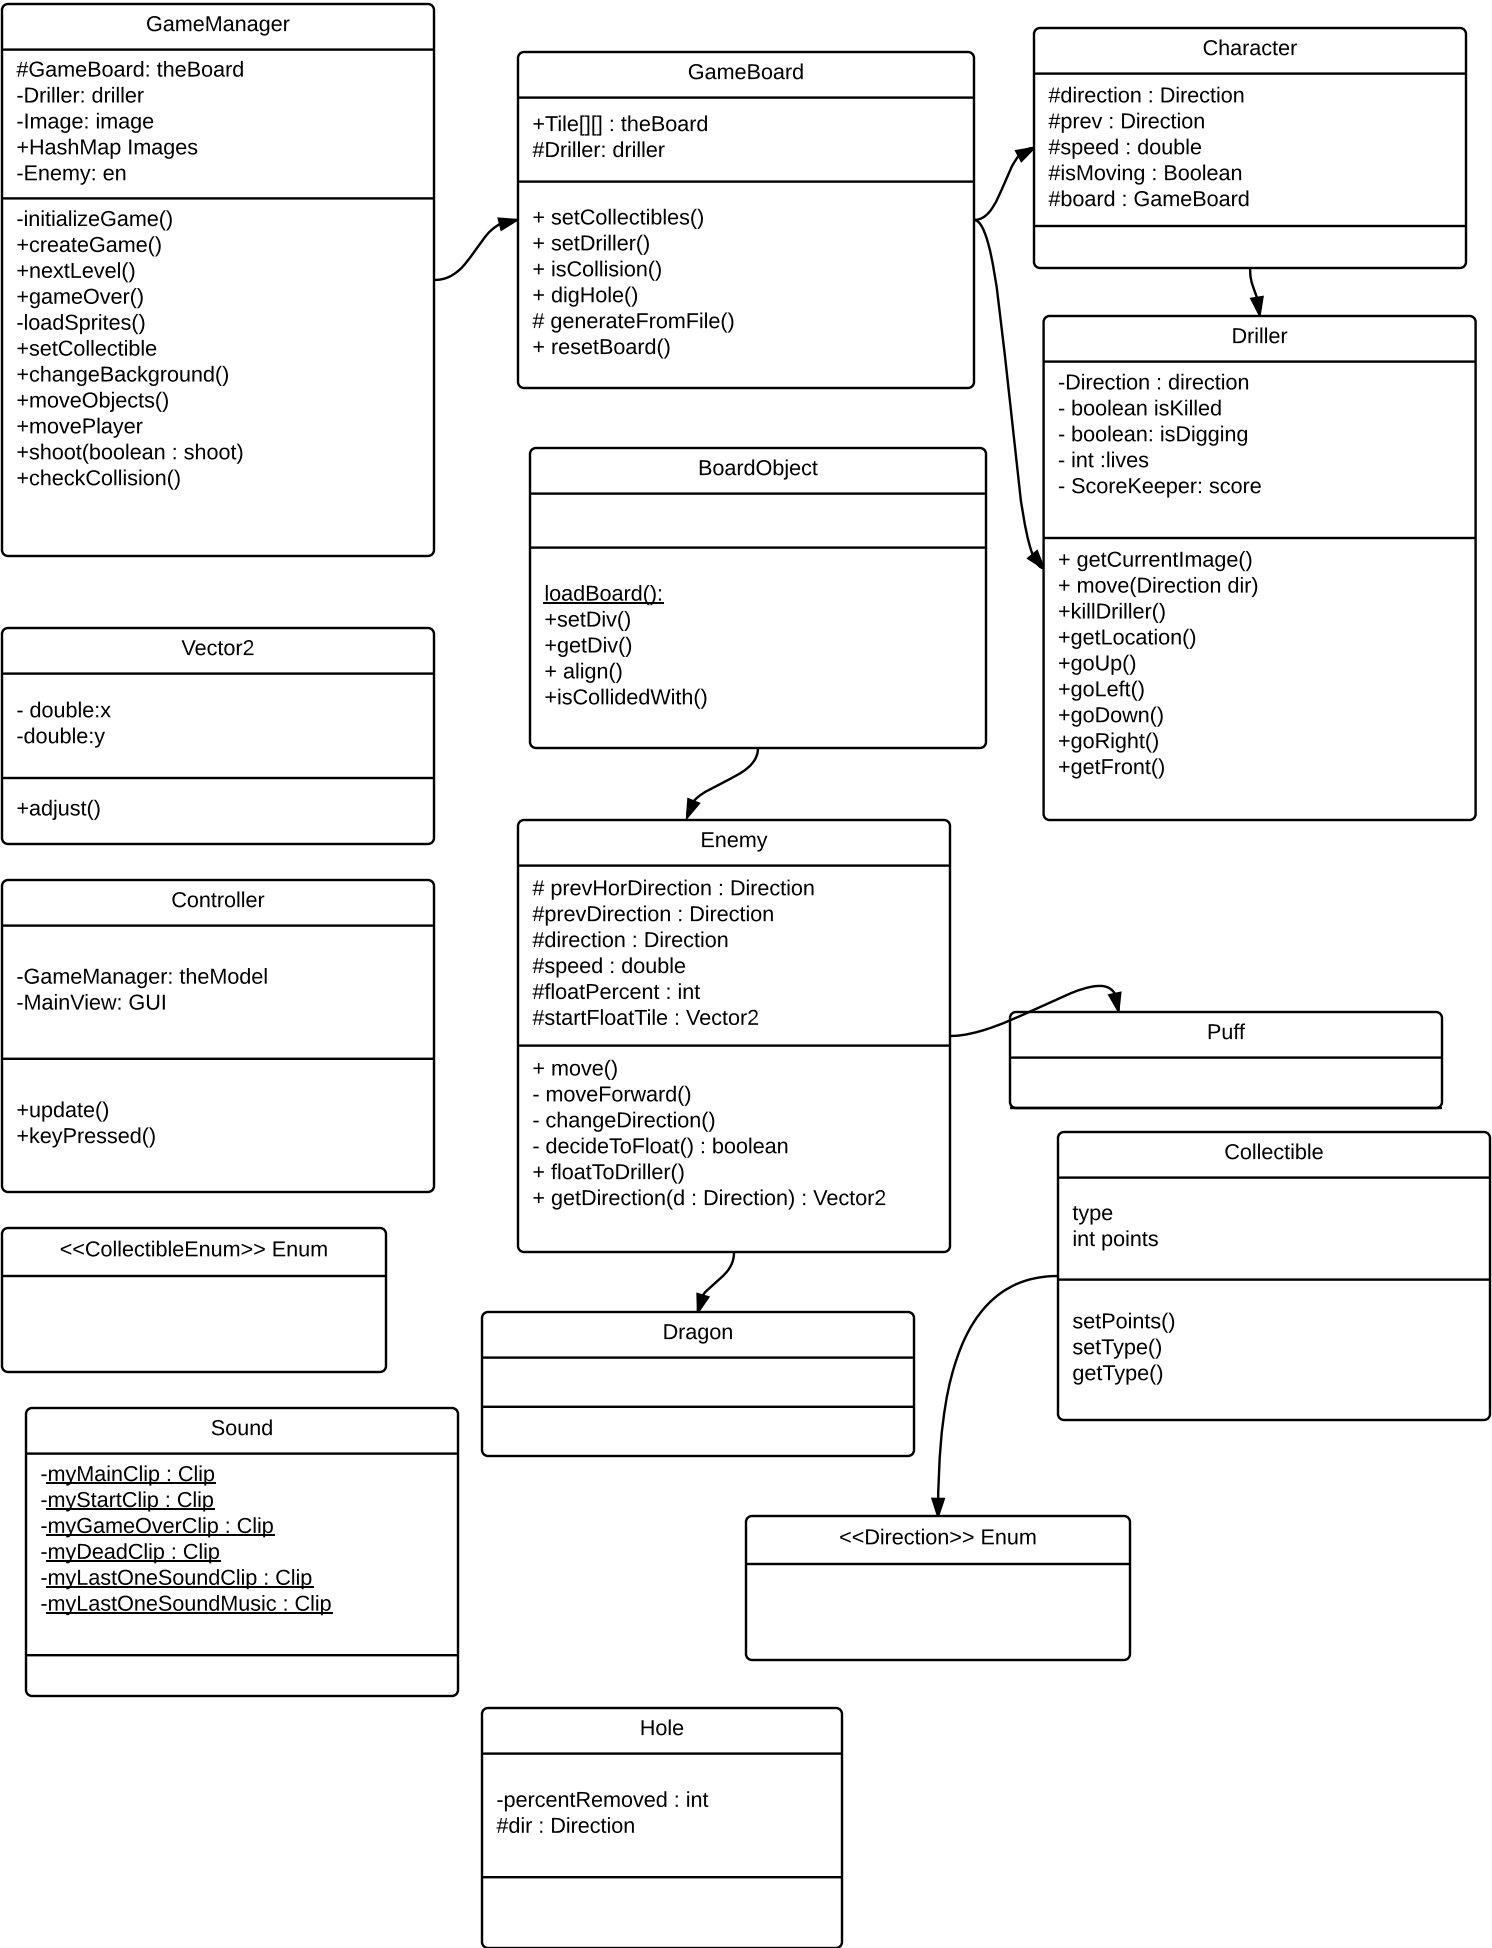 GameManager
#GameBoard: theBoard
-Driller: driller
-Image: image
+HashMap Images
-Enemy: en
-initializeGame()
+createGame()
+nextLevel()
+gameOver()
-loadSprites()
+setCollectible
+changeBackground()
+moveObjects()
+movePlayer
+shoot(boolean : shoot)
+checkCollision()
GameBoard
+Tile[][] : theBoard
#Driller: driller
+ setCollectibles()
+ setDriller()
+ isCollision()
+ digHole()
# generateFromFile()
+ resetBoard()
Character
#direction : Direction
#prev : Direction
#speed : double
#isMoving : Boolean
#board : GameBoard
Driller
-Direction : direction
- boolean isKilled
- boolean: isDigging
- int :lives
- ScoreKeeper: score
+ getCurrentImage()
+ move(Direction dir)
+killDriller()
+getLocation()
+goUp()
+goLeft()
+goDown()
+goRight()
+getFront()
BoardObject
loadBoard():
+setDiv()
+getDiv()
+ align()
+isCollidedWith()
Vector2
- double:x
-double:y
+adjust()
Enemy
# prevHorDirection : Direction
#prevDirection : Direction
#direction : Direction
#speed : double
#floatPercent : int
#startFloatTile : Vector2
+ move()
- moveForward()
- changeDirection()
- decideToFloat() : boolean
+ floatToDriller()
+ getDirection(d : Direction) : Vector2
Controller
-GameManager: theModel
-MainView: GUI
+update()
+keyPressed()
Puff
Collectible
type
int points
setPoints()
setType()
getType()
<<CollectibleEnum>> Enum
Dragon
Sound
-myMainClip : Clip
-myStartClip : Clip
-myGameOverClip : Clip
-myDeadClip : Clip
-myLastOneSoundClip : Clip
-myLastOneSoundMusic : Clip
<<Direction>> Enum
Hole
-percentRemoved : int
#dir : Direction